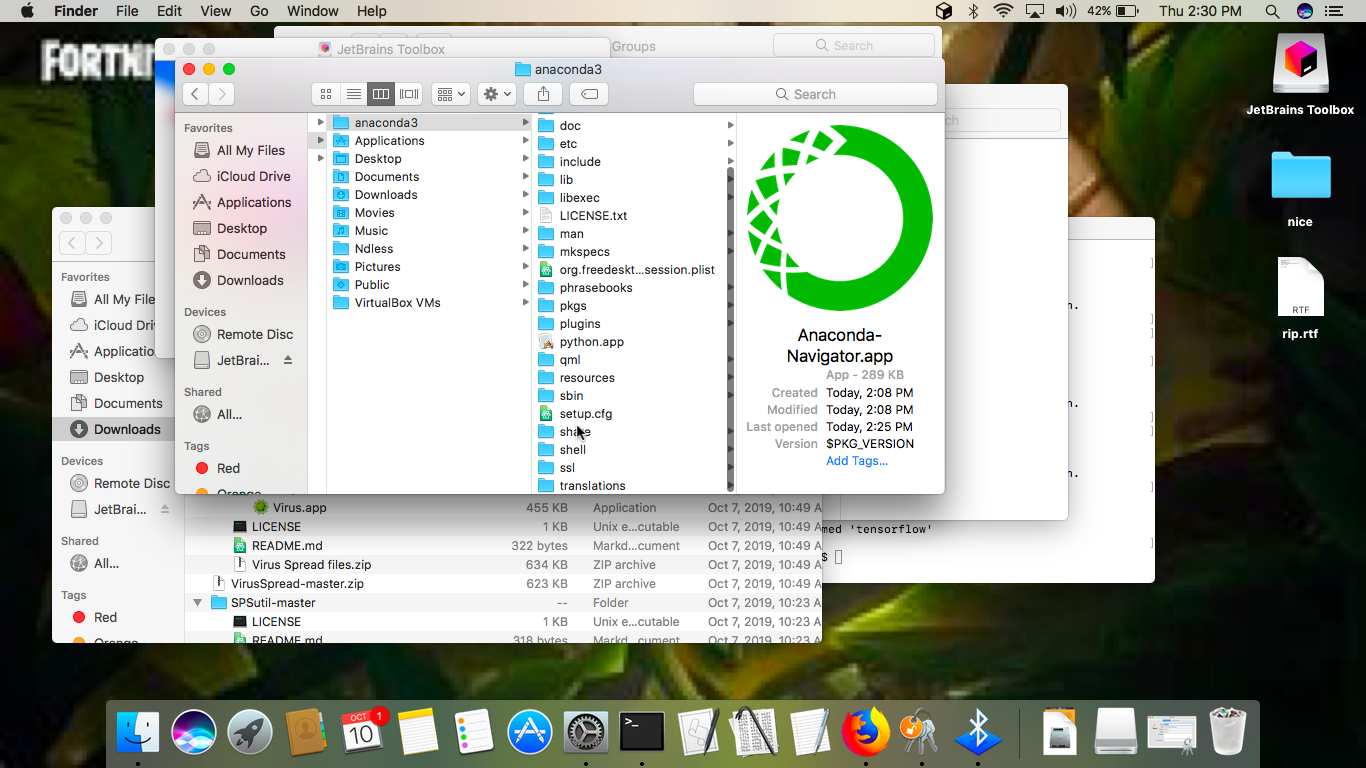 Finder File Edit View Go Window Help 42% Thu 2:30 PM
FORTNI
JetBrains Toolbox
Groups
Search
anaconda3
Search
Favorites
All My Files
iCloud Drive
Applications
Desktop
Documents
Downloads
Devices
Remote Disc
JetBrai...
Shared
All...
Tags
Red
Orange
anaconda3
Applications
Desktop
Documents
Downloads
Movies
Music
Ndless
Pictures
Public
VirtualBox VMs
doc
etc
include
lib
libexec
LICENSE.txt
man
mkspecs
org.freedeskt...session.plist
phrasebooks
pkgs
plugins
python.app
qml
resources
sbin
setup.cfg
share
shell
ssl
translations
Anaconda-
Navigator.app
App - 289 KB
Created Today, 2:08 PM
Modified Today, 2:08 PM
Last opened Today, 2:25 PM
Version $PKG_VERSION
Add Tags...
ch
JetBrains Toolbox
nice
RTF
rip.rtf
Favorites
All My File
iCloud Dri
Applicatio
Desktop
Documents
Downloads
Devices
Remote Disc
JetBrai...
Shared
All...
Tags
Red
Orange
Virus.app 455 KB Application Oct 7, 2019, 10:49 A
LICENSE 1 KB Unix e...cutable Oct 7, 2019, 10:49 A
README.md 322 bytes Markd...cument Oct 7, 2019, 10:49 A
Virus Spread files.zip 634 KB ZIP archive Oct 7, 2019, 10:49 A
VirusSpread-master.zip 623 KB ZIP archive Oct 7, 2019, 10:49 A
SPSutil-master -- Folder Oct 7, 2019, 10:23 A
LICENSE 1 KB Unix e...cutable Oct 7, 2019, 10:23 A
README.md 318 bytes Markd...cument Oct 7, 2019, 10:23 A
n.
]
]
]
n.
]
]
n.
]
med 'tensorflow'
]
$
OCT
10
1
>_